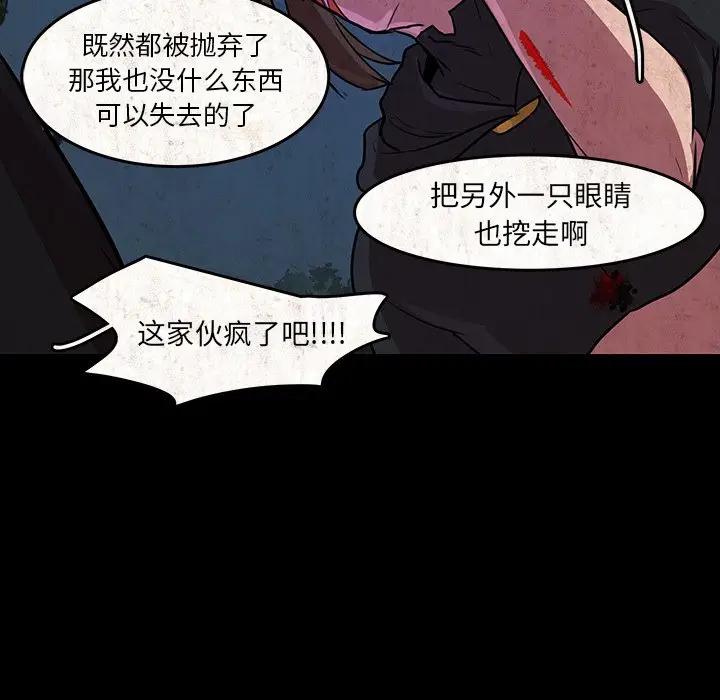 既然都被抛弃了
那我也没什么东西
可以失去的了
把另外一只眼睛
也挖走啊
这家伙疯了吧!!!!